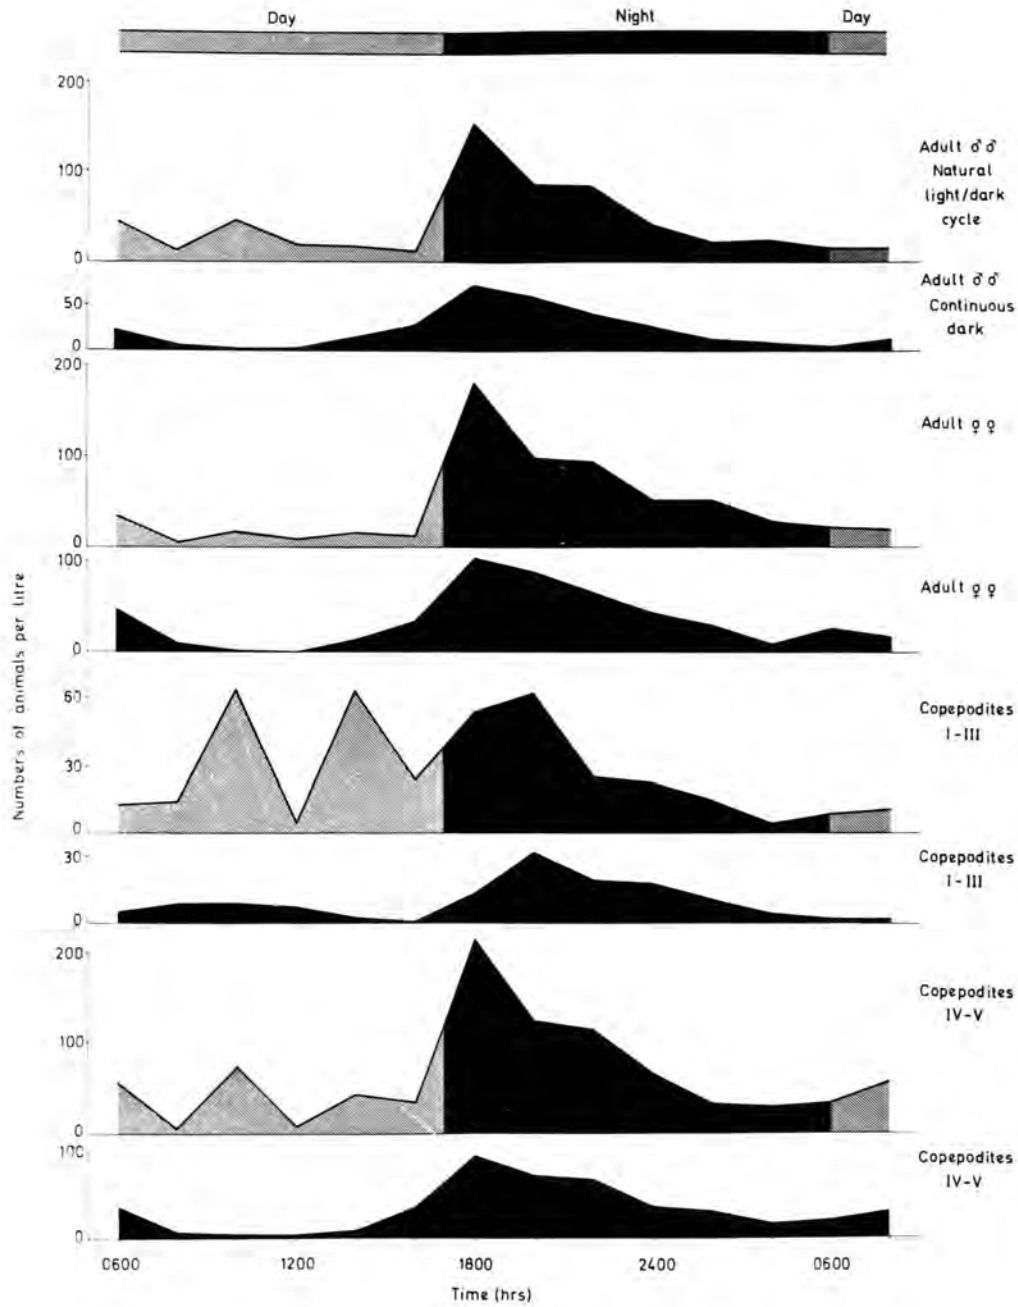 Day Night Day
200
100
0
Adult ♂♂
Natural
light/dark
cycle
50
0
Adult ♂♂
Continuous
dark
200
100
0
Adult ♀♀
100
0
Adult ♀♀
60
30
0
Copepodites
I-III
30
0
Copepodites
I-III
200
100
0
Copepodites
IV-V
100
0
Copepodites
IV-V
Numbers of animals per litre
0600 1200 1800 2400 0600
Time (hrs)